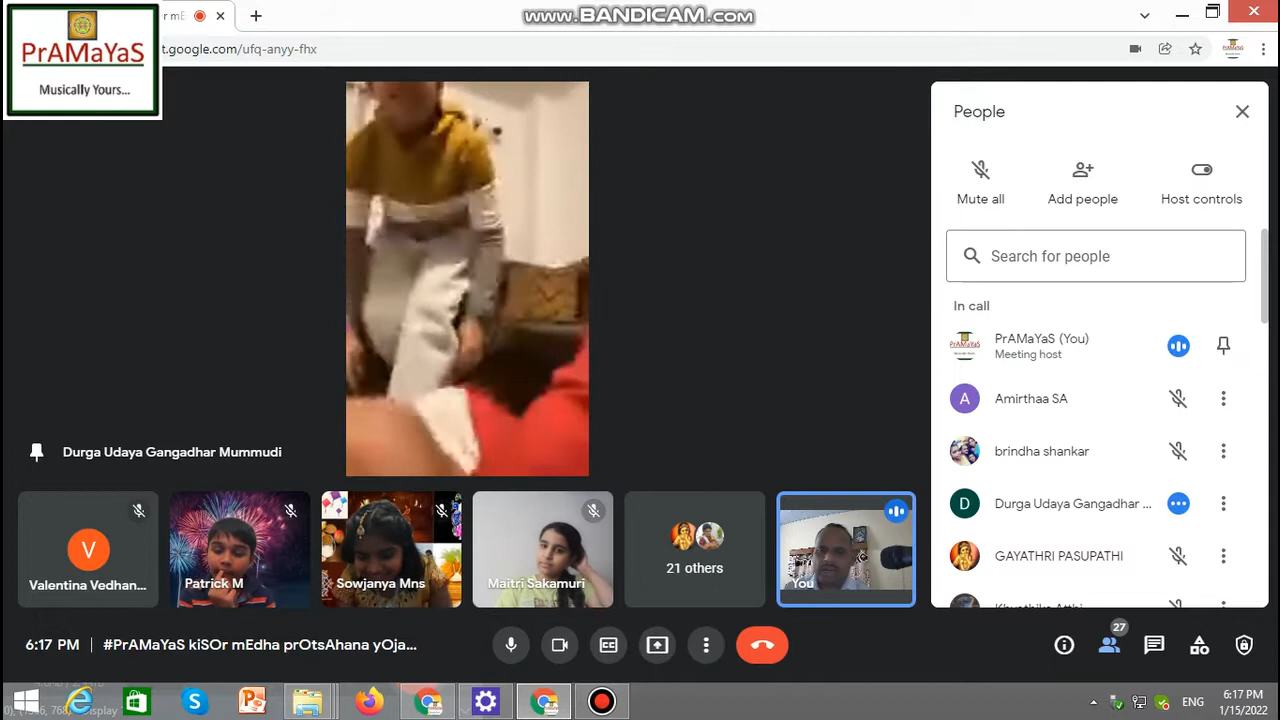 www.BANDICAM.com
PrAMaYaS
Musically Yours...
t.google.com/ufq-anyy-fhx
People
Mute all
Add people
Host controls
Search for people
In call
PrAMaYaS (You)
Meeting host
Amirthaa SA
brindha shankar
Durga Udaya Gangadhar ...
GAYATHRI PASUPATHI
Durga Udaya Gangadhar Mummudi
V
Valentina Vedhan...
Patrick M
Sowjanya Mns
Maitri Sakamuri
21 others
You
A
D
6:17 PM | #PrAMaYaS kiSOr mEdha prOtsAhana yOja...
27
ENG
6:17 PM
1/15/2022